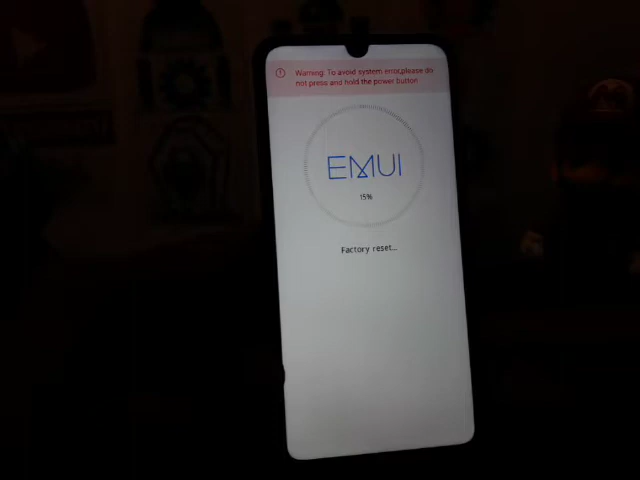 Warning: To avoid system error,please do
not press and hold the power button
EMUI
15%
Factory reset...